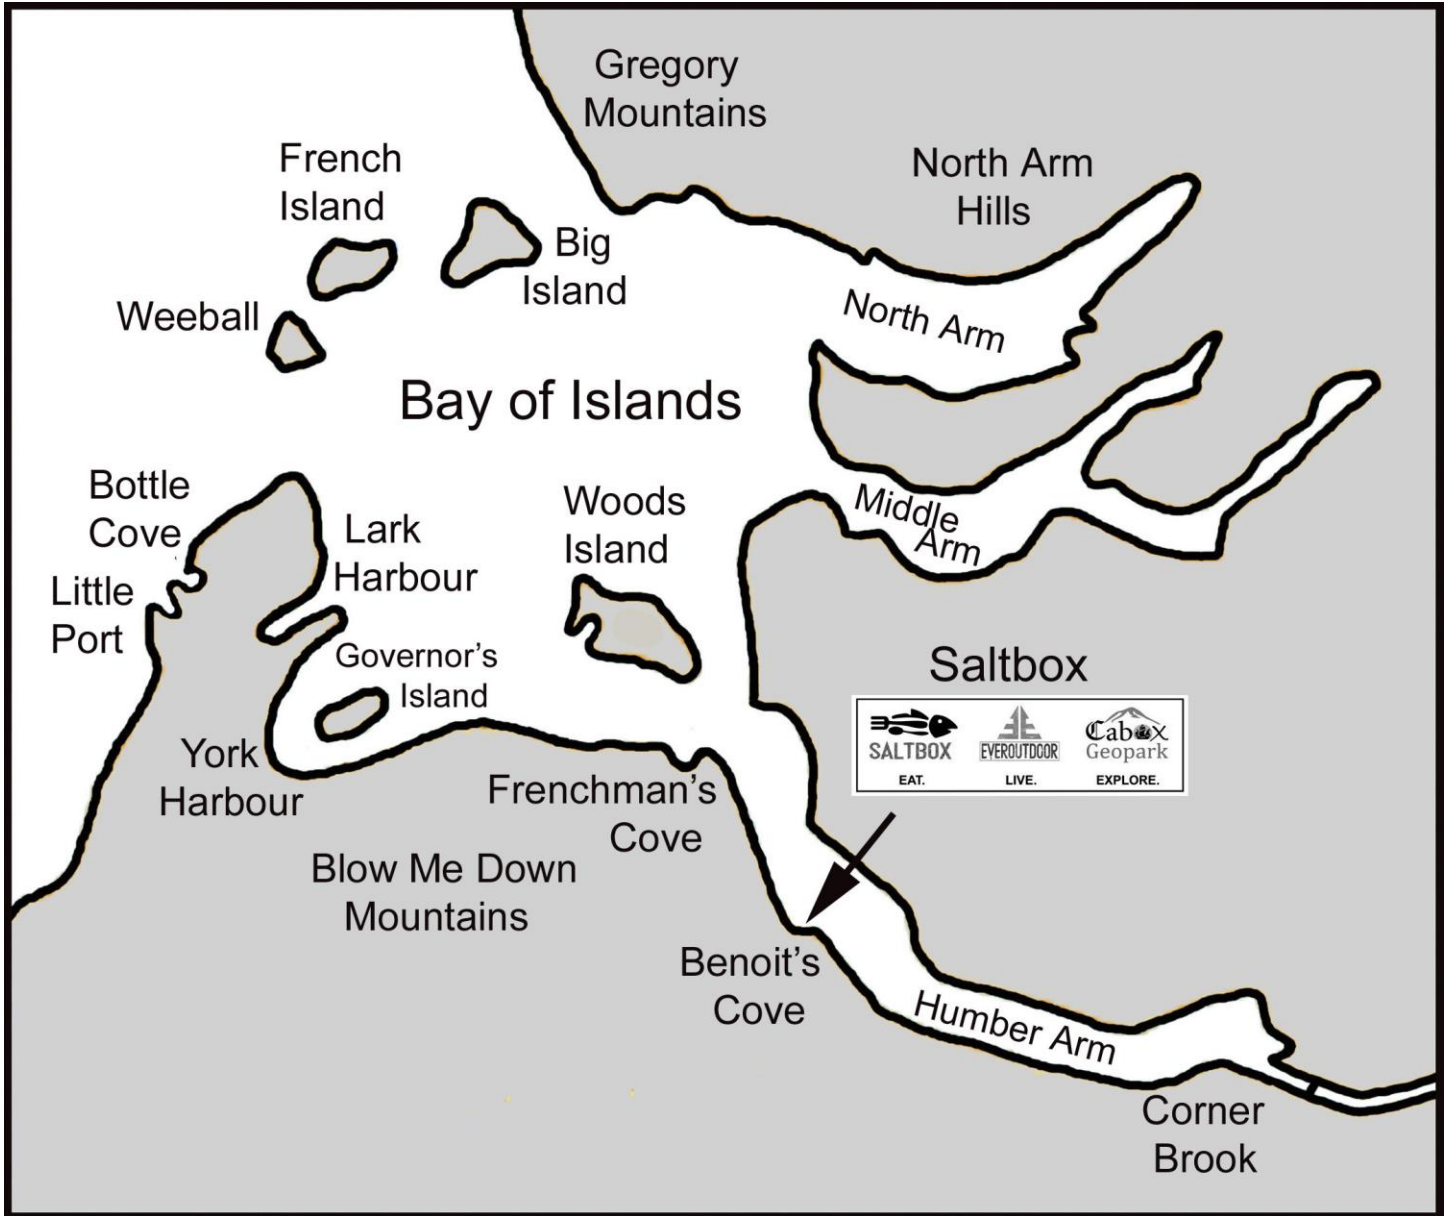 Gregory
Mountains
French
Island
North Arm
Hills
Big
Island
Weeball
North Arm
Bay of Islands
Bottle
Cove
Lark
Harbour
Woods
Island
Middle
Arm
Little
Port
Governor's
Island
Saltbox
SALTBOX
EAT.
EVEROUTDOOR
LIVE.
Cabox
Geopark
EXPLORE.
York
Harbour
Frenchman's
Cove
Blow Me Down
Mountains
Benoit's
Cove
Humber Arm
Corner
Brook